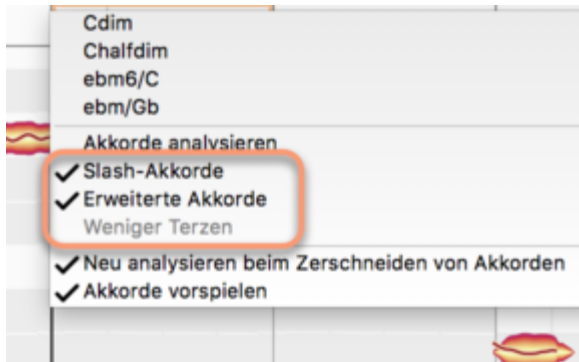 Cdim
Chalfdim
ebm6/C
ebm/Gb
Akkorde analysieren
Slash-Akkorde
Erweiterte Akkorde
Weniger Terzen
Neu analysieren beim Zerschneiden von Akkorden
Akkorde vorspielen